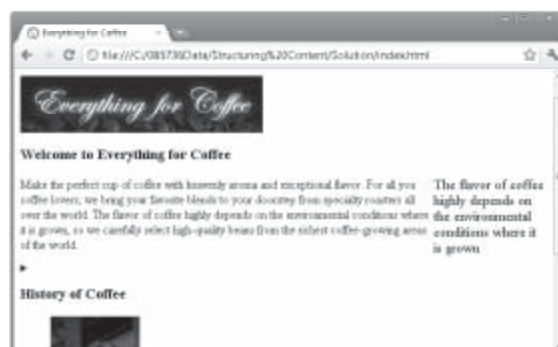 Everything for Coffee
file:///C:/085736Data/Structuring%20Content/Solution/index.html
Everything for Coffee
Welcome to Everything for Coffee
Make the perfect cup of coffee with heavenly aroma and exceptional flavor. For all you
coffee lovers, we bring your favorite blends to your doorstep from specialty roasters all
over the world. The flavor of coffee highly depends on the environmental conditions where
it is grown, so we carefully select high-quality beans from the richest coffee-growing areas
of the world.
The flavor of coffee
highly depends on
the environmental
conditions where it
is grown
History of Coffee